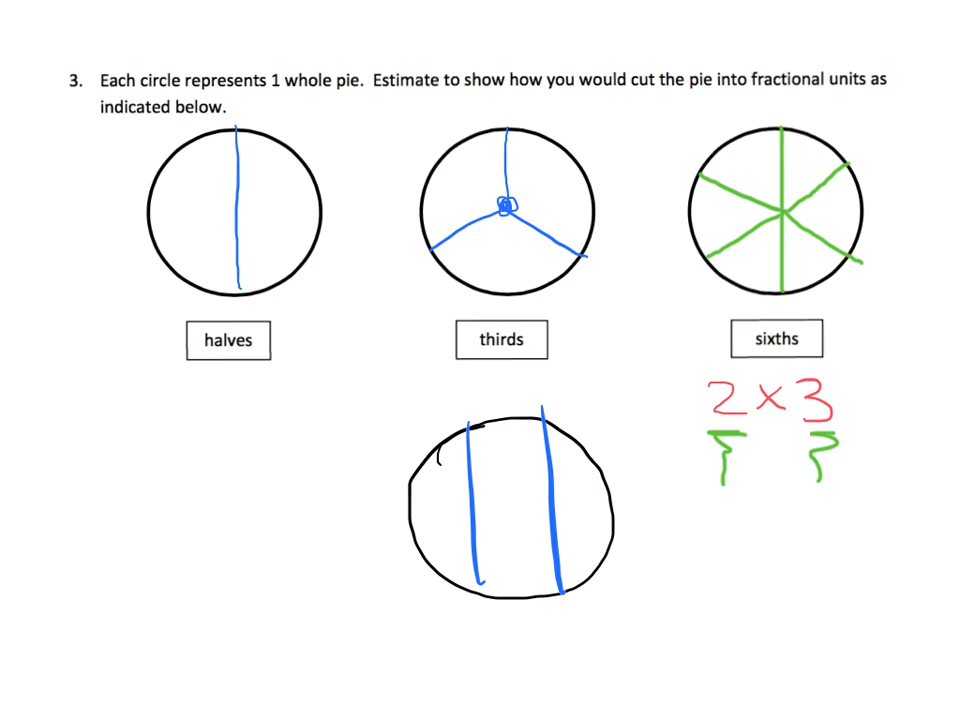 3. Each circle represents 1 whole pie. Estimate to show how you would cut the pie into fractional units as
indicated below.
halves
thirds
sixths
2 × 3